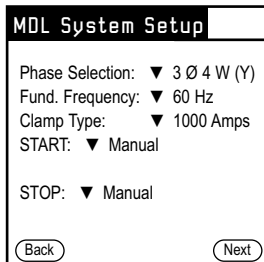 MDL System Setup
Phase Selection: ▼ 3 Ø 4 W (Y)
Fund. Frequency: ▼ 60 Hz
Clamp Type: ▼ 1000 Amps
START: ▼ Manual
STOP: ▼ Manual
Back Next